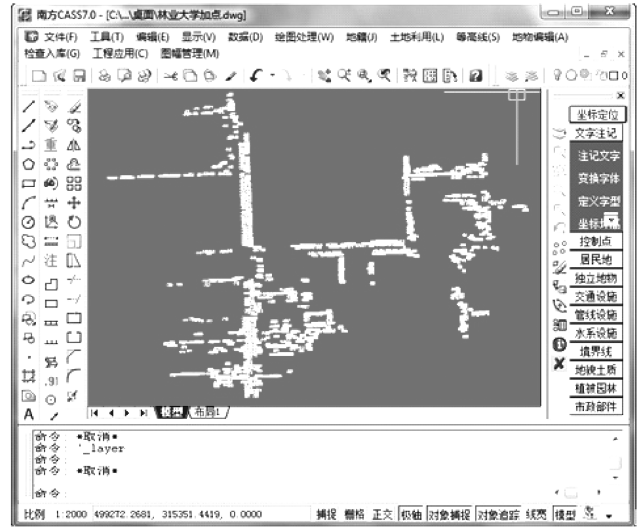 南方CASS7.0 - [C:\...\桌面\林业大学加点.dwg]
文件(F) 工具(T) 编辑(E) 显示(V) 数据(D) 绘图处理(W) 地籍(J) 土地利用(L) 等高线(S) 地物编辑(A)
检查入库(G) 工程应用(C) 图幅管理(M)
坐标定位
文字注记
注记文字
变换字体
定义字型
控制点
居民地
独立地物
交通设施
管线设施
水系设施
境界线
地貌土质
植被园林
市政部件
注
.91
A
布局1
命令: *取消*
命令: '_layer
命令:
命令: *取消*
命令:
比例 1:2000 499272.2681, 315351.4419, 0.0000 捕捉 栅格 正交 极轴 对象捕捉 对象追踪 线宽 模型